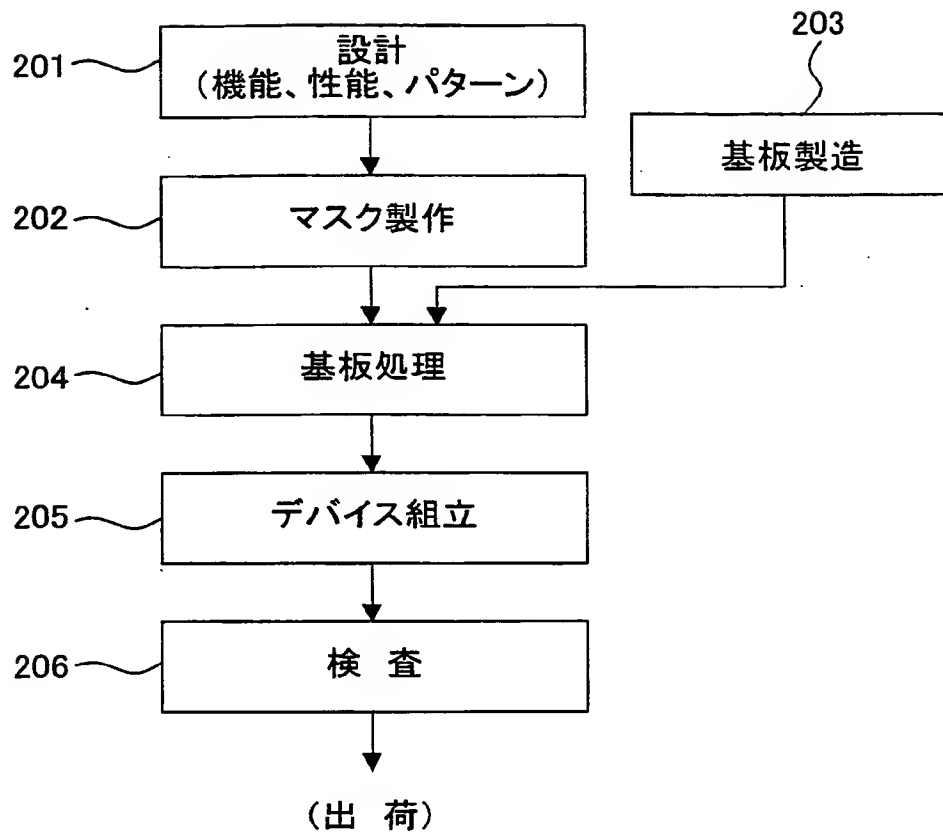 201
設計
(機能、性能、パターン)
203
基板製造
202
マスク製作
204
基板処理
205
デバイス組立
206
検 査
(出 荷)